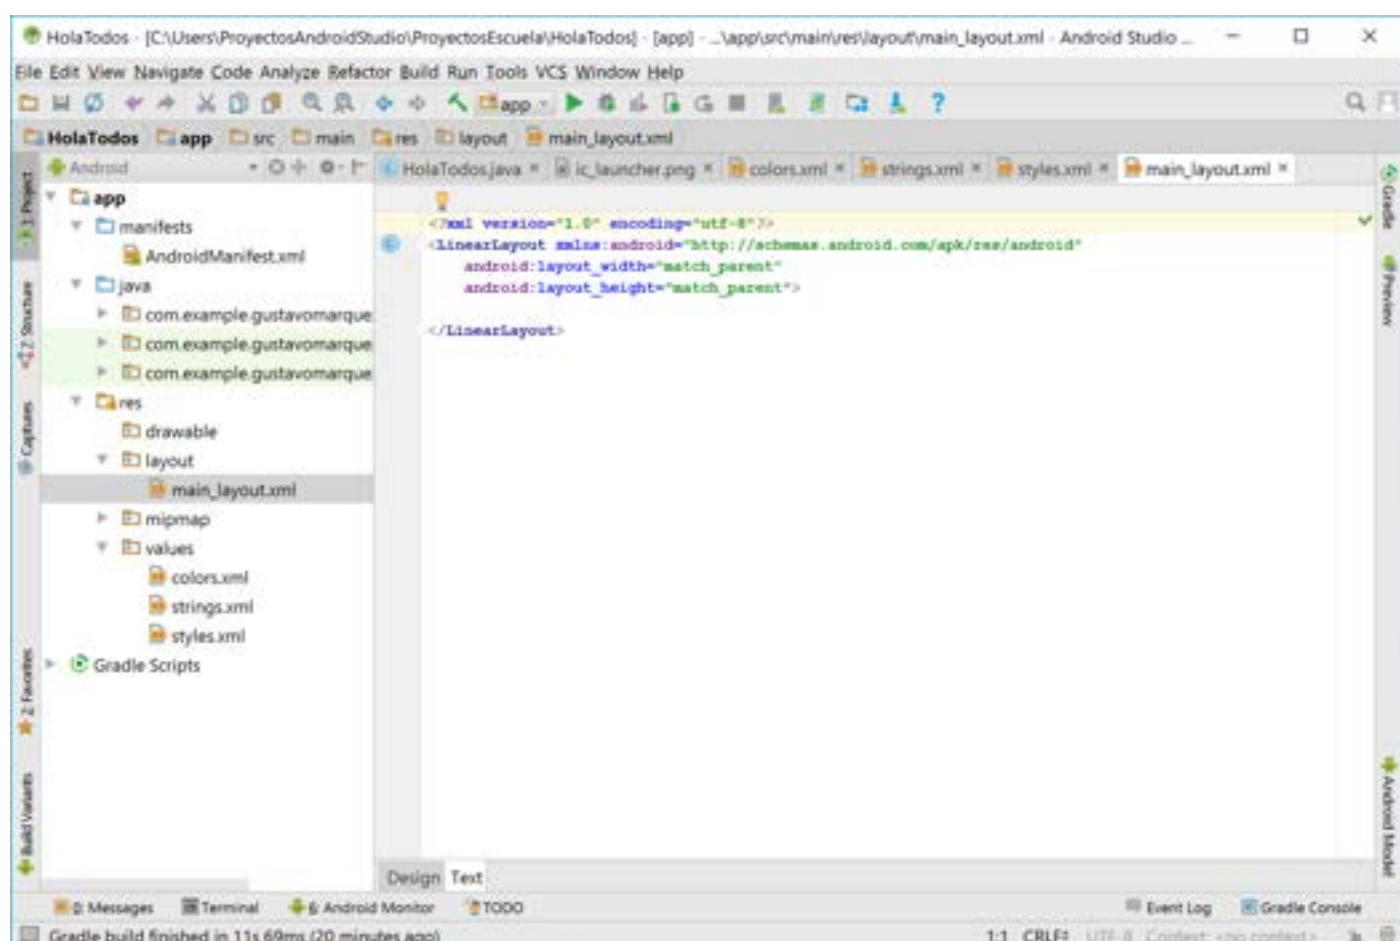 HolaTodos - [C:\Users\ProyectosAndroidStudio\ProyectosEscuela\HolaTodos] - [app] - ...\app\src\main\res\layout\main_layout.xml - Android Studio ...
File Edit View Navigate Code Analyze Refactor Build Run Tools VCS Window Help
app
HolaTodos app src main res layout main_layout.xml
Android
HolaTodos.java ic_launcher.png colors.xml strings.xml styles.xml main_layout.xml
1: Project
Z: Structure
Captures
2: Favorites
Build Variants
app
manifests
AndroidManifest.xml
java
com.example.gustavomarque
com.example.gustavomarque
com.example.gustavomarque
res
drawable
layout
main_layout.xml
mipmap
values
colors.xml
strings.xml
styles.xml
Gradle Scripts
<?xml version="1.0" encoding="utf-8"?>
<LinearLayout xmlns:android="http://schemas.android.com/apk/res/android"
android:layout_width="match_parent"
android:layout_height="match_parent">
</LinearLayout>
Gradle
Preview
Android Model
Design Text
0: Messages Terminal 6: Android Monitor TODO Event Log Gradle Console
Gradle build finished in 11s 69ms (20 minutes ago) 1:1 CRLF UTF-8 Context: <no context>